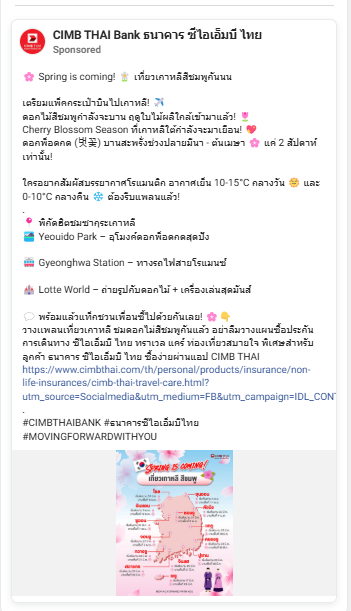 CIMB THAI Bank ธนาคาร ซีไอเอ็มบี ไทย
Sponsored
🌸 Spring is coming! 🌷 เที่ยวเกาหลีสีชมพูกันนน
เตรียมแพ็คกระเป๋าบินไปเกาหลี! ✈️
ดอกไม้สีชมพูกำลังจะบาน ฤดูใบไม้ผลิใกล้เข้ามาแล้ว! 🌷
Cherry Blossom Season ที่เกาหลีใต้กำลังจะมาเยือน! 💖
ดอกพ็อตกต (벚꽃) บานสะพรั่งช่วงปลายมีนา - ต้นเมษา 🌸 แค่ 2 สัปดาห์
เท่านั้น!
ใครอยากสัมผัสบรรยากาศโรแมนติก อากาศเย็น 10-15°C กลางวัน 🌞 และ
0-10°C กลางคืน ❄️ ต้องรีบแพลนแล้ว!
.
📍 พิกัดฮิตชมซากุระเกาหลี
🏞 Yeouido Park – อุโมงค์ดอกพ็อตกตสุดปัง
🚋 Gyeonghwa Station – ทางรถไฟสายโรแมนซ์
🏰 Lotte World – ถ่ายรูปกับดอกไม้ + เครื่องเล่นสุดมันส์
💬 พร้อมแล้วแท็กชวนเพื่อนซี้ไปด้วยกันเลย! 🌸 👇
วางแพลนเที่ยวเกาหลี ชมดอกไม้สีชมพูกันแล้ว อย่าลืมวางแผนซื้อประกัน
การเดินทาง ซีไอเอ็มบี ไทย ทราเวล แคร์ ท่องเที่ยวสบายใจ พิเศษสำหรับ
ลูกค้า ธนาคาร ซีไอเอ็มบี ไทย ซื้อง่ายผ่านแอป CIMB THAI
https://www.cimbthai.com/th/personal/products/insurance/non-
life-insurances/cimb-thai-travel-care.html?
utm_source=Socialmedia&utm_medium=FB&utm_campaign=IDL_CONT
.
#CIMBTHAIBANK #ธนาคารซีไอเอ็มบีไทย
#MOVINGFORWARDWITHYOU
SPRING IS COMING!
เที่ยวเกาหลี สีชมพู